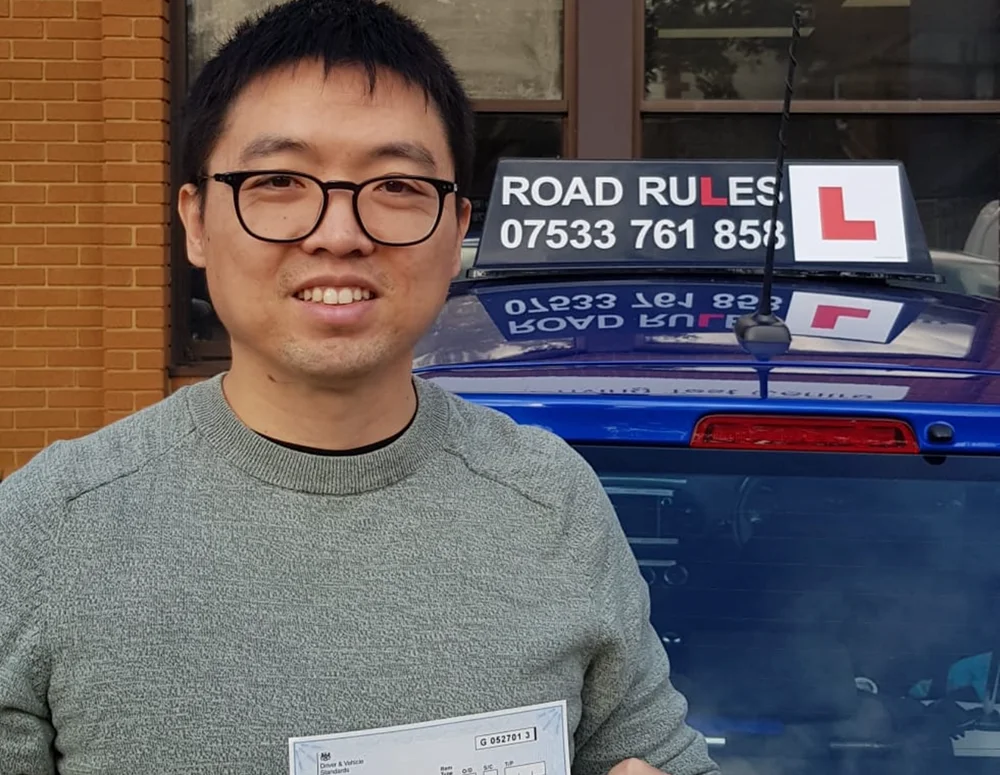 ROAD RULES
07533 761 858
L
G 052701 3
Driver & Vehicle
Standards